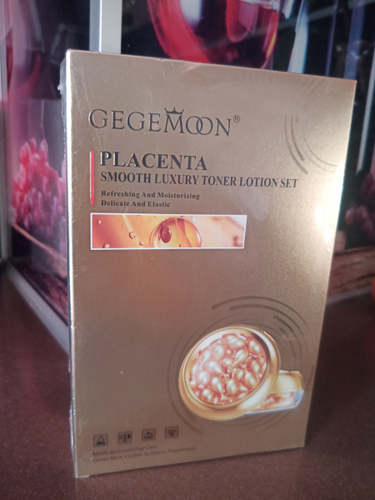 GEGEMOON®
PLACENTA
SMOOTH LUXURY TONER LOTION SET
Refreshing And Moisturizing
Delicate And Elastic